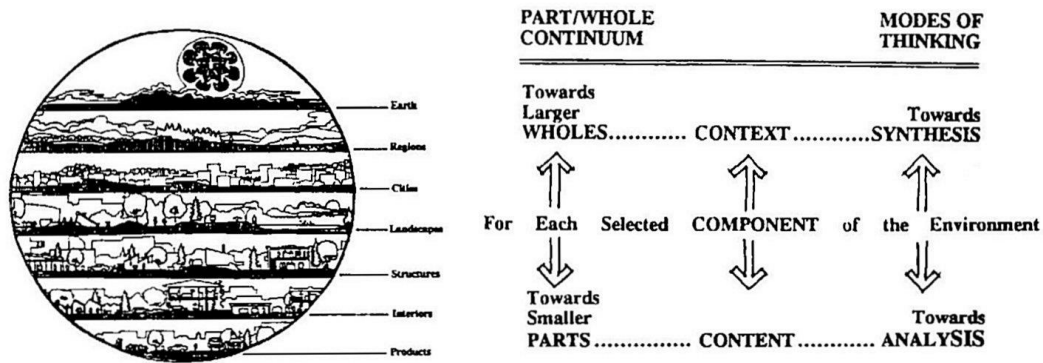 Earth
Regions
Cities
Landscapes
Structures
Interiors
Products
PART/WHOLE MODES OF
CONTINUUM THINKING
Towards
Larger Towards
WHOLES............ CONTEXT ...........SYNTHESIS
For Each Selected COMPONENT of the Environment
Towards
Smaller Towards
PARTS ............... CONTENT ........... ANALYSIS